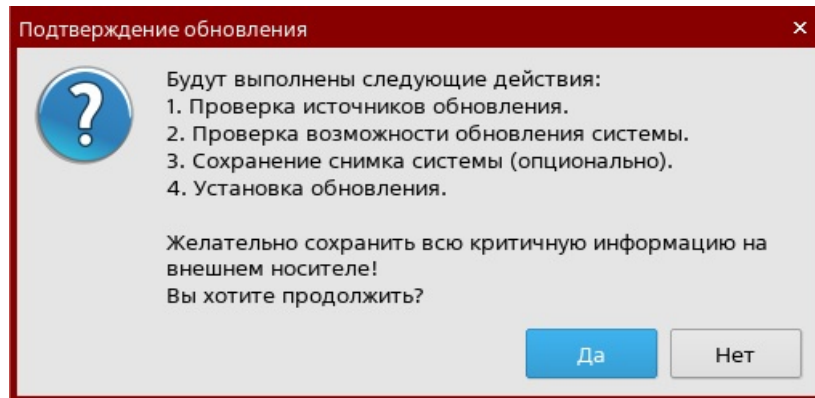 Подтверждение обновления
Будут выполнены следующие действия:
1. Проверка источников обновления.
2. Проверка возможности обновления системы.
3. Сохранение снимка системы (опционально).
4. Установка обновления.
Желательно сохранить всю критичную информацию на
внешнем носителе!
Вы хотите продолжить?
Да
Нет